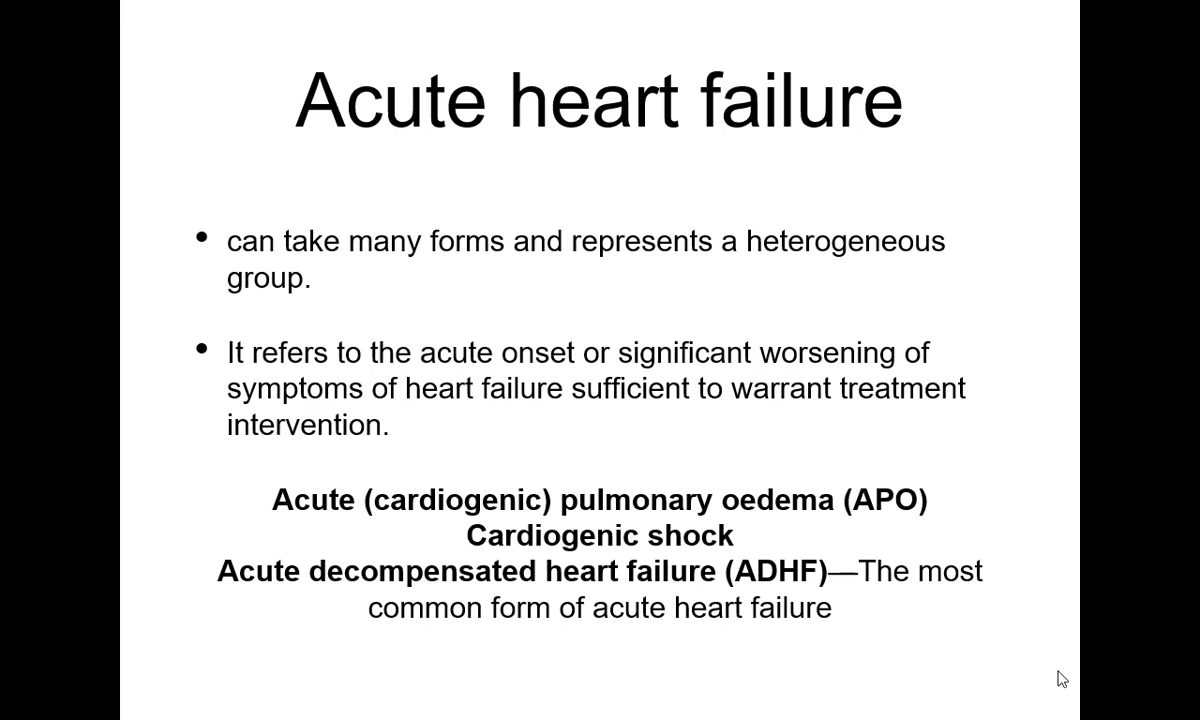 Acute heart failure
• can take many forms and represents a heterogeneous
group.
• It refers to the acute onset or significant worsening of
symptoms of heart failure sufficient to warrant treatment
intervention.
Acute (cardiogenic) pulmonary oedema (APO)
Cardiogenic shock
Acute decompensated heart failure (ADHF)—The most
common form of acute heart failure